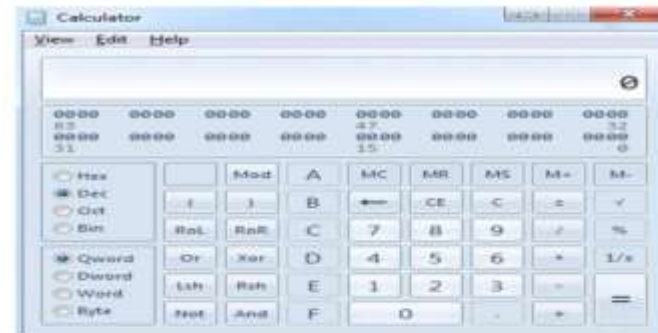 Calculator
View Edit Help
0
0000 0000 0000 0000 0000 0000 0000 0000
63 47 32
0000 0000 0000 0000 0000 0000 0000 0000
31 15 0
Hex Mod A MC MR MS M+ M-
Dec ( ) B ← CE C ± √
Oct
Bin RoL RoR C 7 8 9 / %
Qword Or Xor D 4 5 6 * 1/x
Dword
Word Lsh Rsh E 1 2 3 - =
Byte Not And F 0 . +